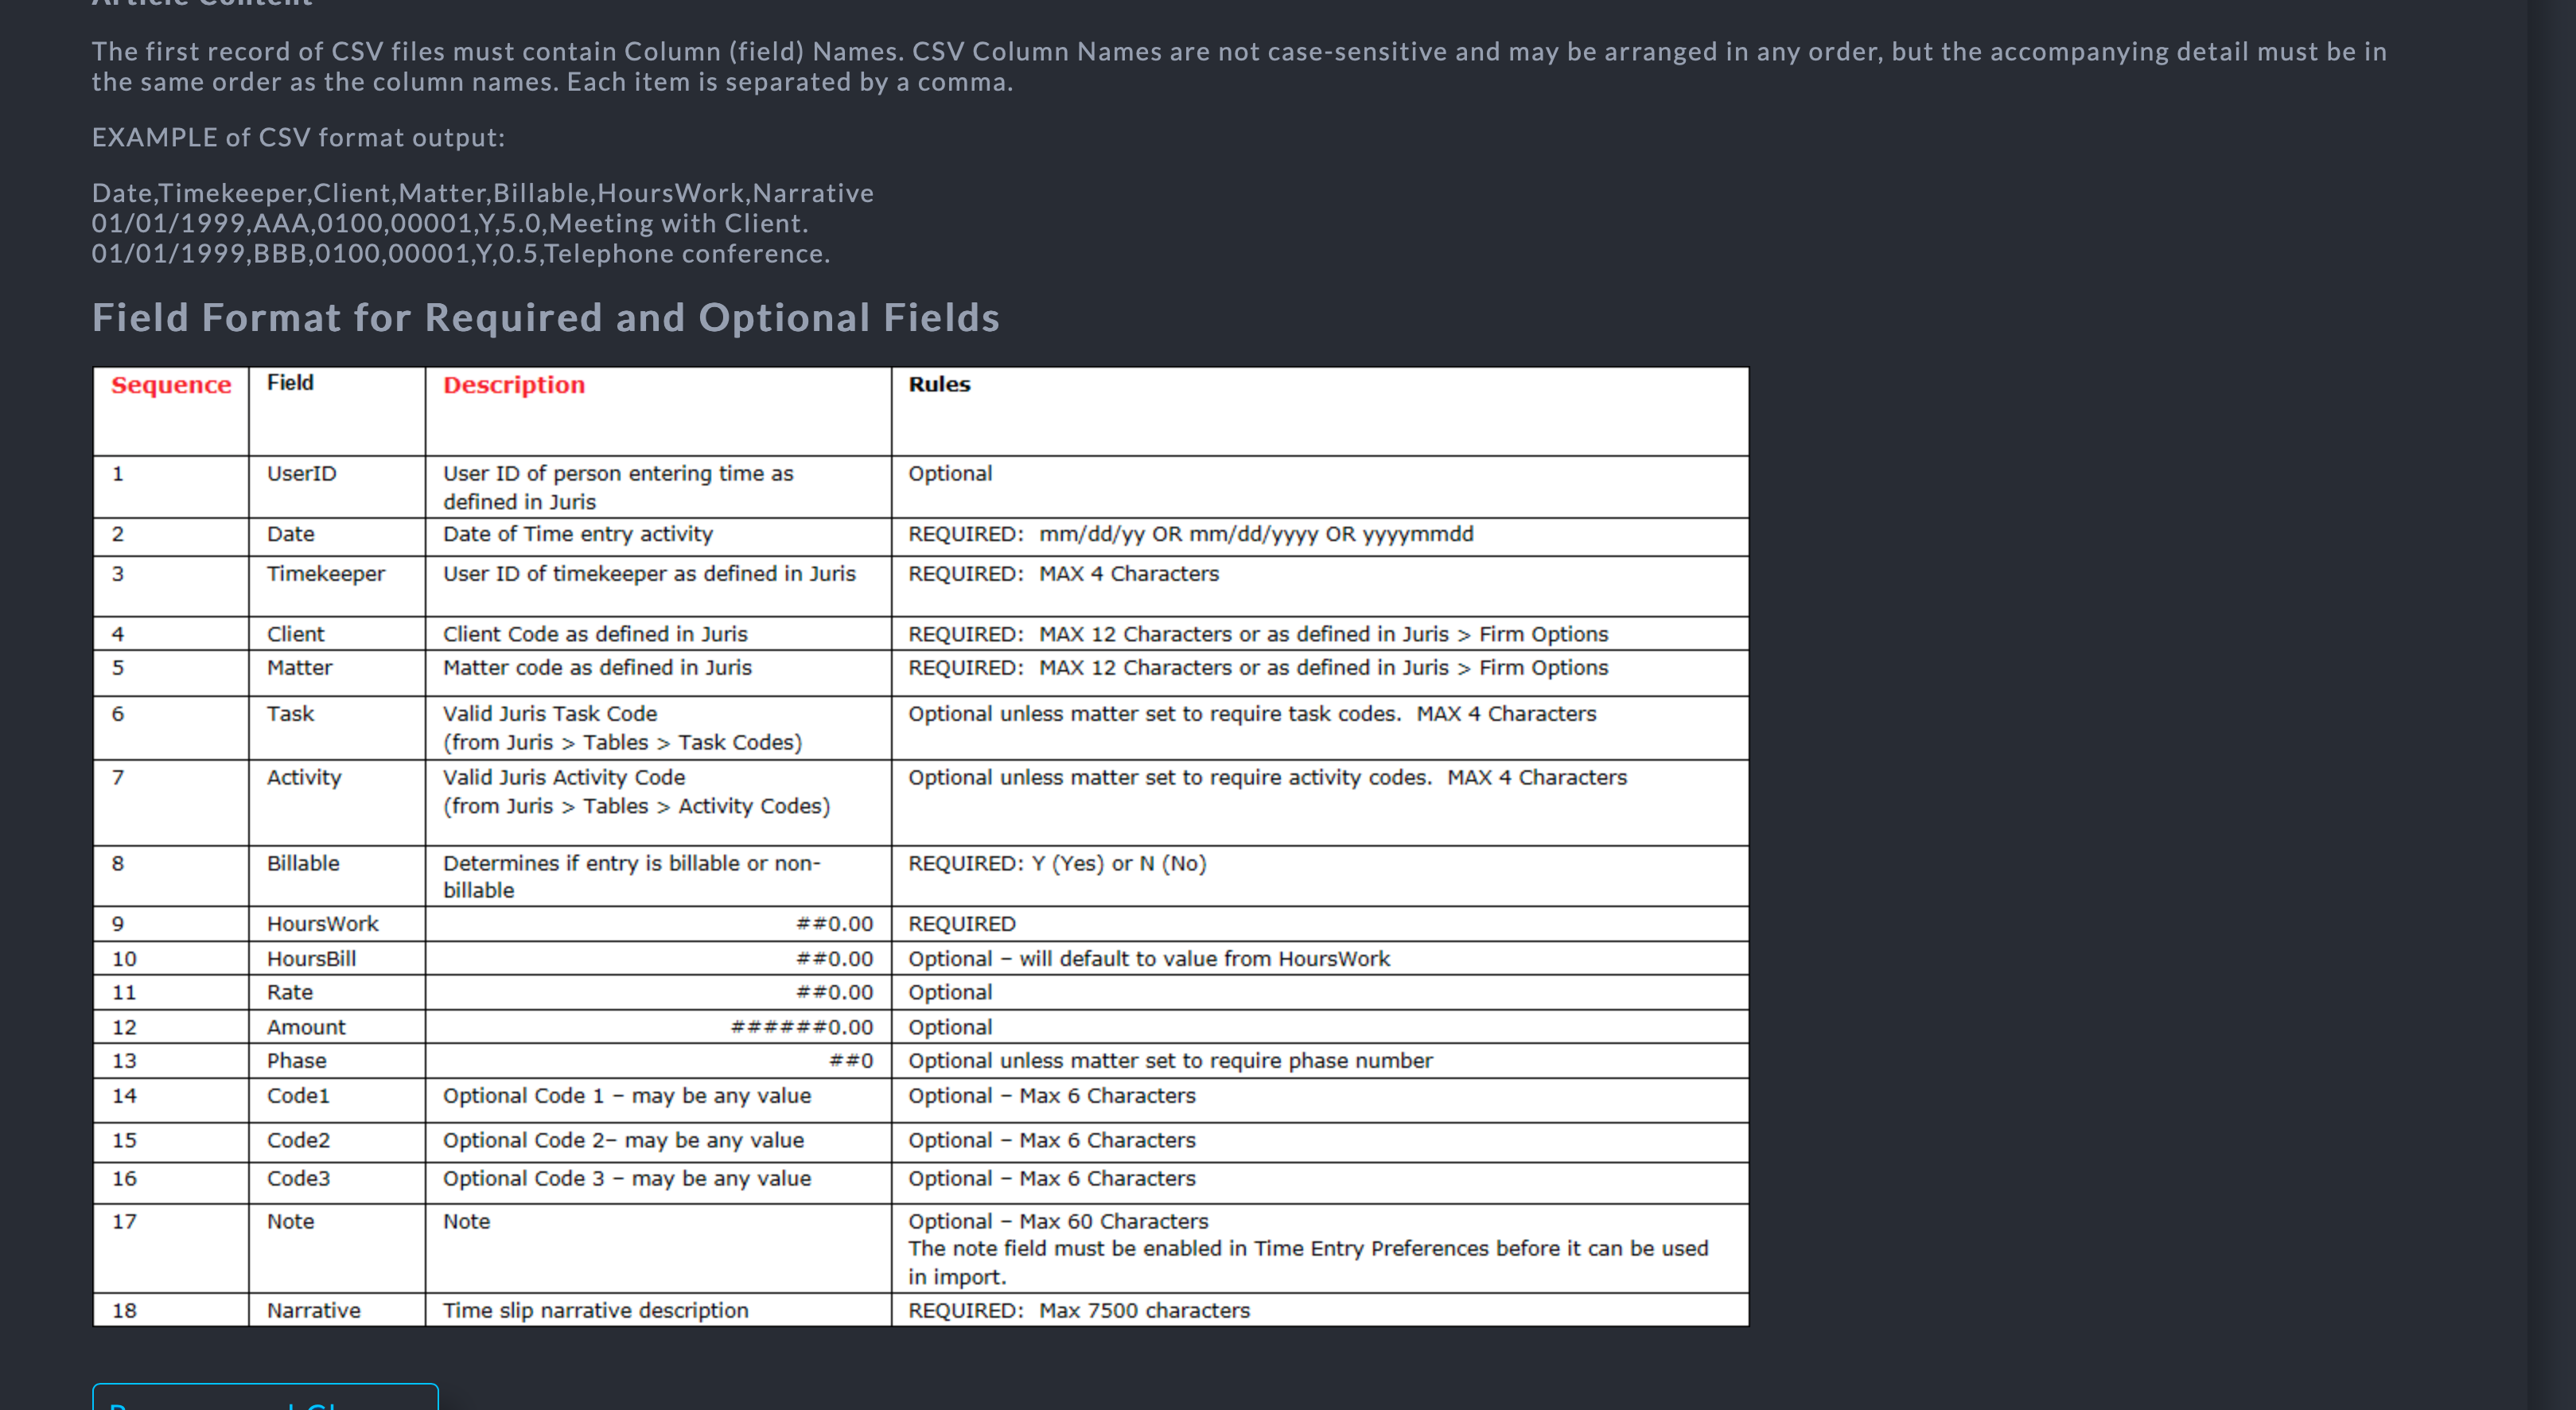 Article Content
The first record of CSV files must contain Column (field) Names. CSV Column Names are not case-sensitive and may be arranged in any order, but the accompanying detail must be in
the same order as the column names. Each item is separated by a comma.
EXAMPLE of CSV format output:
Date,Timekeeper,Client,Matter,Billable,HoursWork,Narrative
01/01/1999,AAA,0100,00001,Y,5.0,Meeting with Client.
01/01/1999,BBB,0100,00001,Y,0.5,Telephone conference.
Field Format for Required and Optional Fields
Sequence Field Description Rules
1 UserID User ID of person entering time as Optional
defined in Juris
2 Date Date of Time entry activity REQUIRED: mm/dd/yy OR mm/dd/yyyy OR yyyymmdd
3 Timekeeper User ID of timekeeper as defined in Juris REQUIRED: MAX 4 Characters
4 Client Client Code as defined in Juris REQUIRED: MAX 12 Characters or as defined in Juris > Firm Options
5 Matter Matter code as defined in Juris REQUIRED: MAX 12 Characters or as defined in Juris > Firm Options
6 Task Valid Juris Task Code Optional unless matter set to require task codes. MAX 4 Characters
(from Juris > Tables > Task Codes)
7 Activity Valid Juris Activity Code Optional unless matter set to require activity codes. MAX 4 Characters
(from Juris > Tables > Activity Codes)
8 Billable Determines if entry is billable or non- REQUIRED: Y (Yes) or N (No)
billable
9 HoursWork ##0.00 REQUIRED
10 HoursBill ##0.00 Optional – will default to value from HoursWork
11 Rate ##0.00 Optional
12 Amount ######0.00 Optional
13 Phase ##0 Optional unless matter set to require phase number
14 Code1 Optional Code 1 – may be any value Optional – Max 6 Characters
15 Code2 Optional Code 2– may be any value Optional – Max 6 Characters
16 Code3 Optional Code 3 – may be any value Optional – Max 6 Characters
17 Note Note Optional – Max 60 Characters
The note field must be enabled in Time Entry Preferences before it can be used
in import.
18 Narrative Time slip narrative description REQUIRED: Max 7500 characters